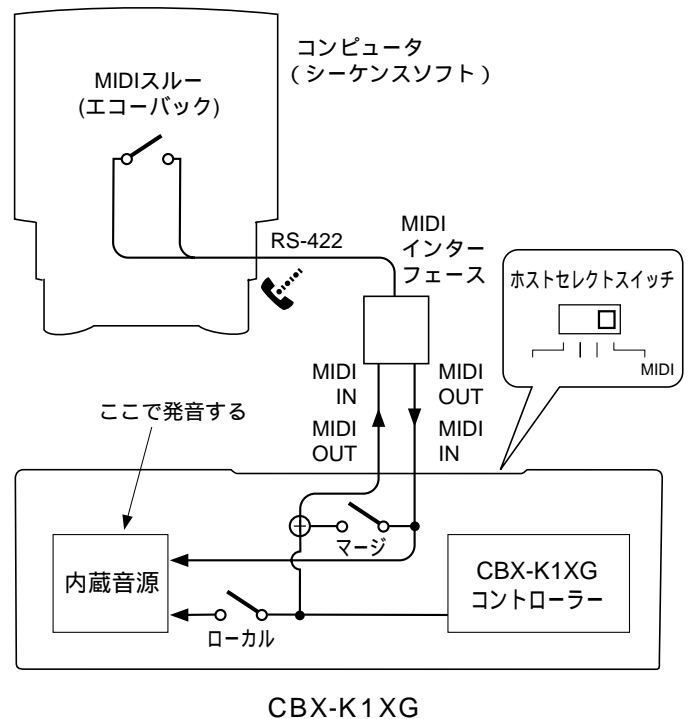 コンピュータ
（シーケンスソフト）
MIDIスルー
(エコーバック)
RS-422
MIDI
インター
フェース
ホストセレクトスイッチ
MIDI
MIDI
IN
MIDI
OUT
MIDI
OUT
MIDI
IN
ここで発音する
マージ
内蔵音源
ローカル
CBX-K1XG
コントローラー
CBX-K1XG